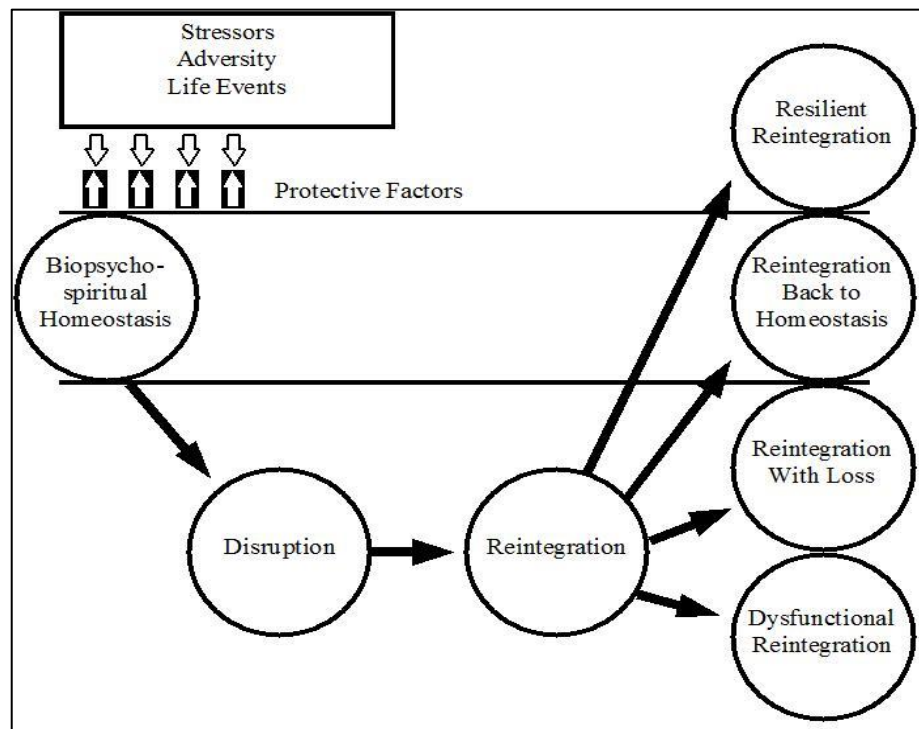 Stressors
Adversity
Life Events
Protective Factors
Resilient
Reintegration
Biopsycho-
spiritual
Homeostasis
Reintegration
Back to
Homeostasis
Reintegration
With Loss
Disruption
Reintegration
Dysfunctional
Reintegration